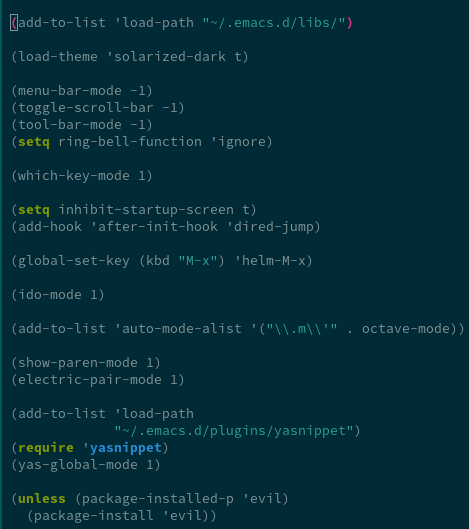 (add-to-list 'load-path "~/.emacs.d/libs/")
(load-theme 'solarized-dark t)
(menu-bar-mode -1)
(toggle-scroll-bar -1)
(tool-bar-mode -1)
(setq ring-bell-function 'ignore)
(which-key-mode 1)
(setq inhibit-startup-screen t)
(add-hook 'after-init-hook 'dired-jump)
(global-set-key (kbd "M-x") 'helm-M-x)
(ido-mode 1)
(add-to-list 'auto-mode-alist '("\\.m\\'" . octave-mode))
(show-paren-mode 1)
(electric-pair-mode 1)
(add-to-list 'load-path
"~/.emacs.d/plugins/yasnippet")
(require 'yasnippet)
(yas-global-mode 1)
(unless (package-installed-p 'evil)
(package-install 'evil))